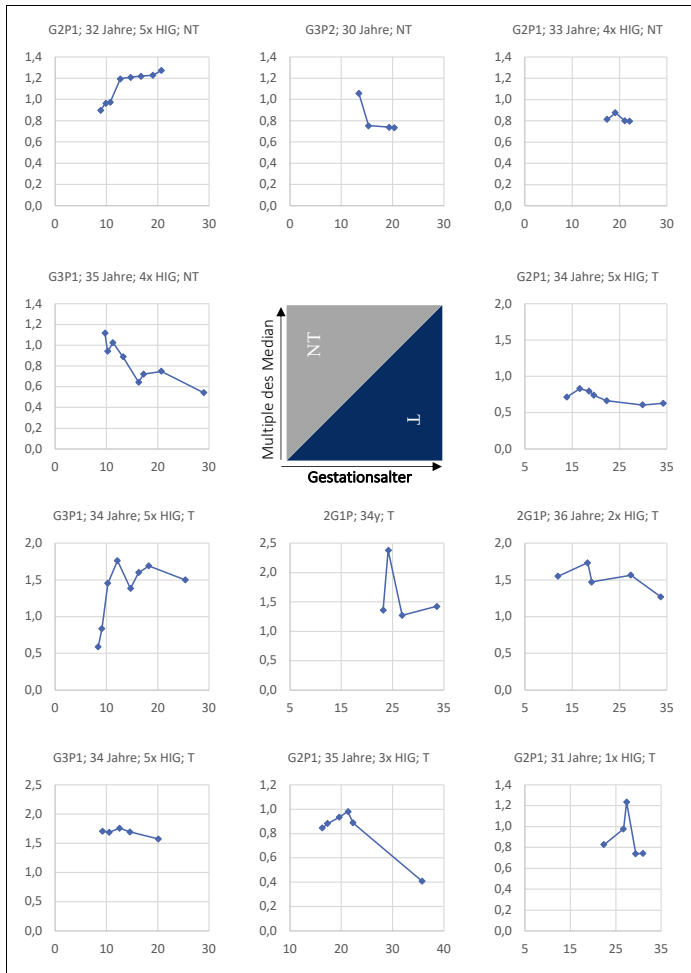 G2P1; 32 Jahre; 5x HIG; NT
1,4
1,2
1,0
0,8
0,6
0,4
0,2
0,0
0 10 20 30
G3P2; 30 Jahre; NT
1,4
1,2
1,0
0,8
0,6
0,4
0,2
0,0
0 10 20 30
G2P1; 33 Jahre; 4x HIG; NT
1,4
1,2
1,0
0,8
0,6
0,4
0,2
0,0
0 10 20 30
G3P1; 35 Jahre; 4x HIG; NT
1,4
1,2
1,0
0,8
0,6
0,4
0,2
0,0
0 10 20 30
Multiple des Median
NT
T
Gestationsalter
G2P1; 34 Jahre; 5x HIG; T
2,0
1,5
1,0
0,5
0,0
5 15 25 35
G3P1; 34 Jahre; 5x HIG; T
2,0
1,5
1,0
0,5
0,0
0 10 20 30
2G1P; 34y; T
2,5
2,0
1,5
1,0
0,5
0,0
5 15 25 35
2G1P; 36 Jahre; 2x HIG; T
2,0
1,5
1,0
0,5
0,0
5 15 25 35
G3P1; 34 Jahre; 5x HIG; T
2,5
2,0
1,5
1,0
0,5
0,0
0 10 20 30
G2P1; 35 Jahre; 3x HIG; T
1,2
1,0
0,8
0,6
0,4
0,2
0,0
10 20 30 40
G2P1; 31 Jahre; 1x HIG; T
1,4
1,2
1,0
0,8
0,6
0,4
0,2
0,0
5 15 25 35